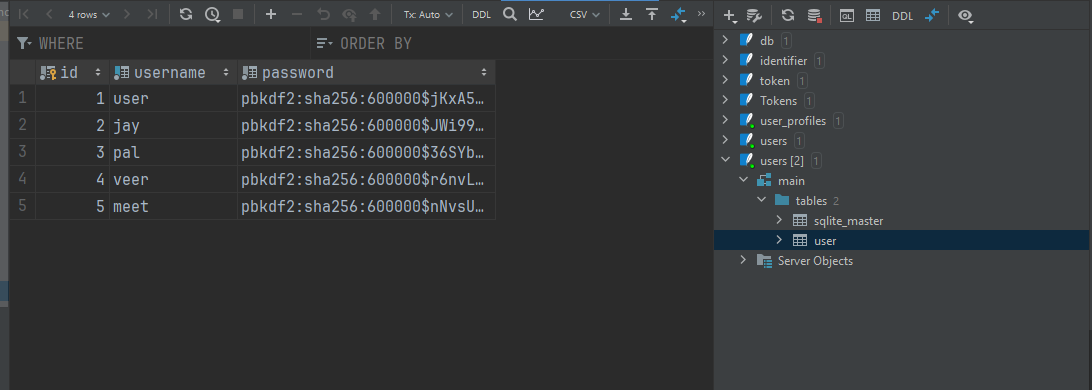 4 rows Tx: Auto DDL CSV
WHERE ORDER BY
id username password
1 1 user pbkdf2:sha256:600000$jKxA5…
2 2 jay pbkdf2:sha256:600000$JWi99…
3 3 pal pbkdf2:sha256:600000$36SYb…
4 4 veer pbkdf2:sha256:600000$r6nvL…
5 5 meet pbkdf2:sha256:600000$nNvsU…
QL DDL
db 1
identifier 1
token 1
Tokens 1
user_profiles 1
users 1
users [2] 1
main
tables 2
sqlite_master
user
Server Objects